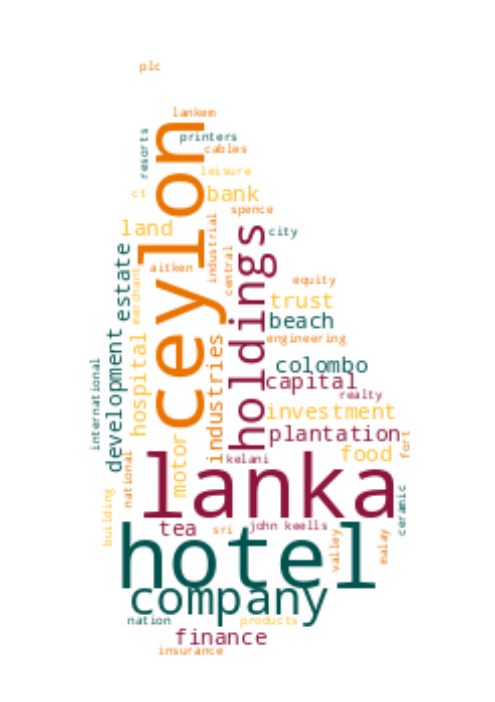 plc
lankem
printers
cables
resorts
leisure
ct
bank
spence
ceylon
land
city
industrial
holdings
central
estate
aitken
merchant
equity
trust
beach
engineering
development
hospital
industries
international
colombo
capital
realty
investment
plantation
motor
food
fort
national
kelani
lanka
building
ceramic
tea
sri
john keells
valley
malay
hotel
company
nation
products
finance
insurance